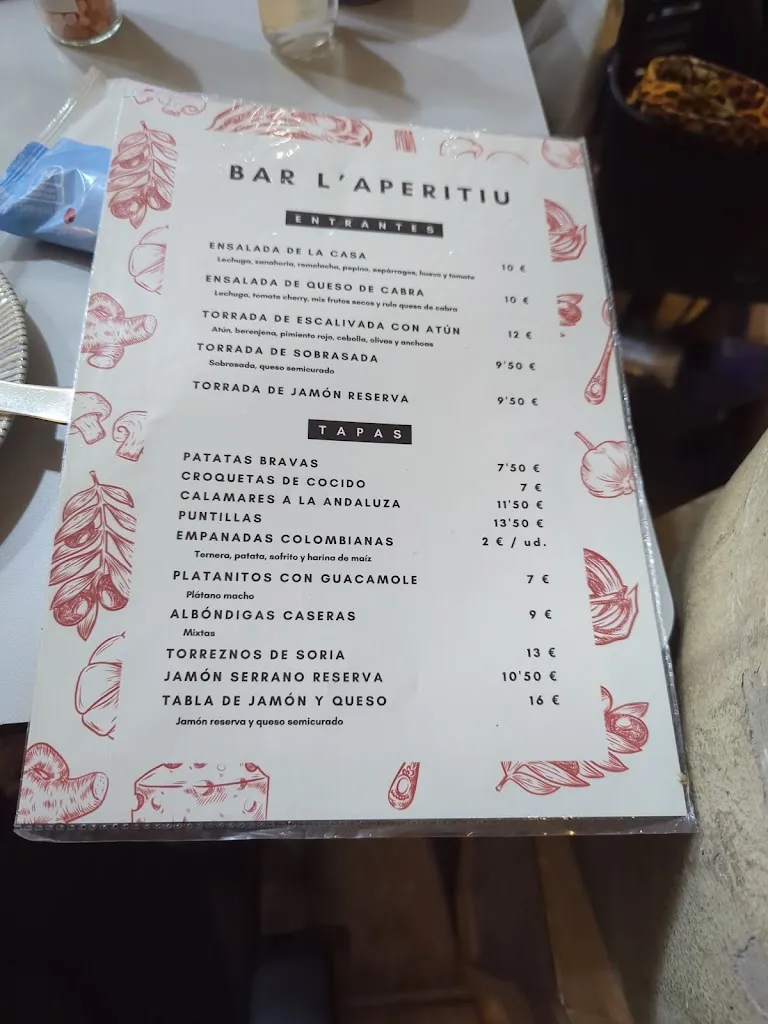 BAR L'APERITIU
ENTRANTES
ENSALADA DE LA CASA 10 €
Lechuga, zanahoria, remolacha, pepino, espárragos, huevo y tomate
ENSALADA DE QUESO DE CABRA 10 €
Lechuga, tomate cherry, mix frutos secos y rulo queso de cabra
TORRADA DE ESCALIVADA CON ATÚN 12 €
Atún, berenjena, pimiento rojo, cebolla, olivas y anchoas
TORRADA DE SOBRASADA 9'50 €
Sobrasada, queso semicurado
TORRADA DE JAMÓN RESERVA 9'50 €
TAPAS
PATATAS BRAVAS 7'50 €
CROQUETAS DE COCIDO 7 €
CALAMARES A LA ANDALUZA 11'50 €
PUNTILLAS 13'50 €
EMPANADAS COLOMBIANAS 2 € / ud.
Ternera, patata, sofrito y harina de maíz
PLATANITOS CON GUACAMOLE 7 €
Plátano macho
ALBÓNDIGAS CASERAS 9 €
Mixtas
TORREZNOS DE SORIA 13 €
JAMÓN SERRANO RESERVA 10'50 €
TABLA DE JAMÓN Y QUESO 16 €
Jamón reserva y queso semicurado